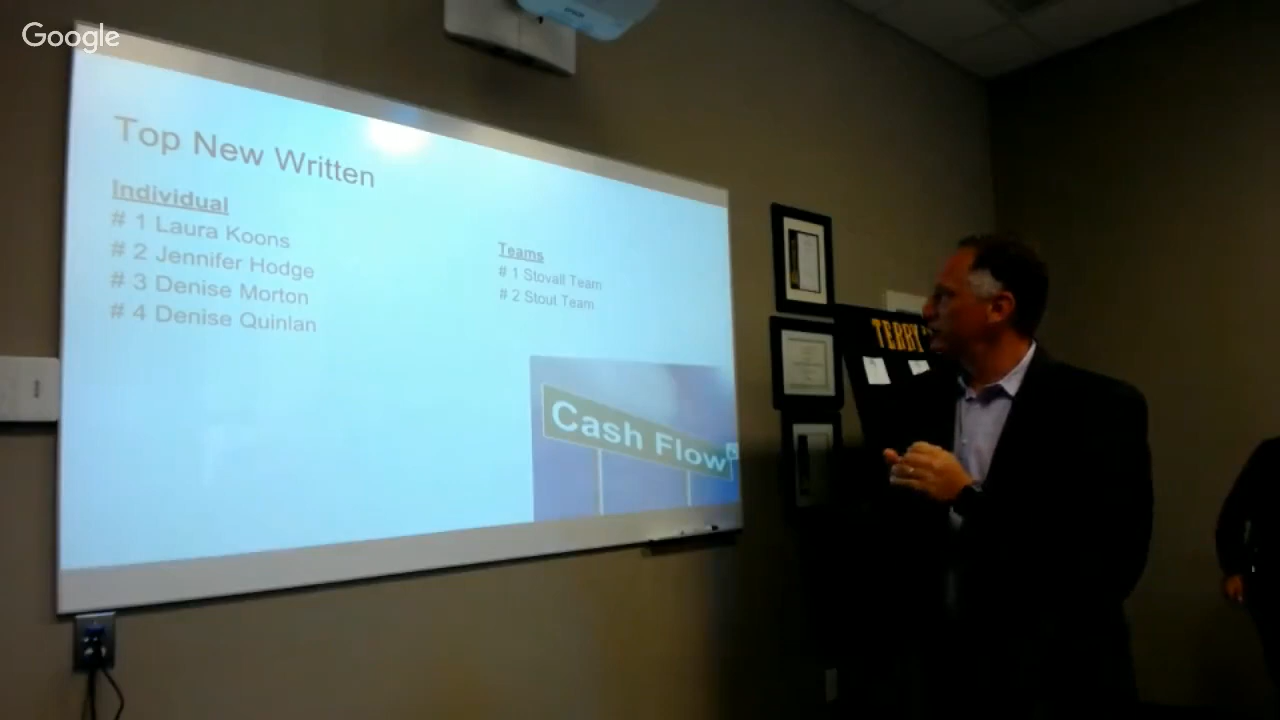 Google
Top New Written
Individual
# 1 Laura Koons
# 2 Jennifer Hodge
# 3 Denise Morton
# 4 Denise Quinlan
Teams
# 1 Stovall Team
# 2 Stout Team
Cash Flow